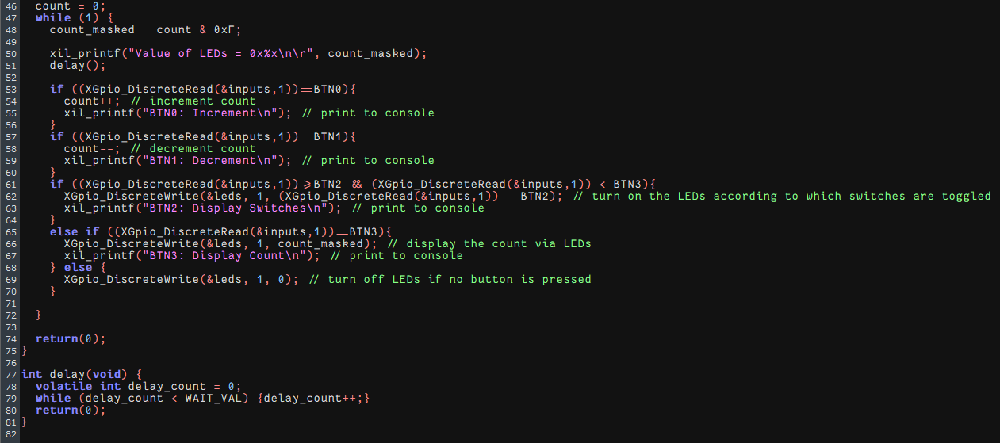 46 count = 0;
47 while (1) {
48 count_masked = count & 0xF;
49
50 xil_printf("Value of LEDs = 0x%x\n\r", count_masked);
51 delay();
52
53 if ((XGpio_DiscreteRead(&inputs,1))==BTN0){
54 count++; // increment count
55 xil_printf("BTN0: Increment\n"); // print to console
56 }
57 if ((XGpio_DiscreteRead(&inputs,1))==BTN1){
58 count--; // decrement count
59 xil_printf("BTN1: Decrement\n"); // print to console
60 }
61 if ((XGpio_DiscreteRead(&inputs,1))>=BTN2 && (XGpio_DiscreteRead(&inputs,1)) < BTN3){
62 XGpio_DiscreteWrite(&leds, 1, (XGpio_DiscreteRead(&inputs,1)) - BTN2); // turn on the LEDs according to which switches are toggled
63 xil_printf("BTN2: Display Switches\n"); // print to console
64 }
65 else if ((XGpio_DiscreteRead(&inputs,1))==BTN3){
66 XGpio_DiscreteWrite(&leds, 1, count_masked); // display the count via LEDs
67 xil_printf("BTN3: Display Count\n"); // print to console
68 } else {
69 XGpio_DiscreteWrite(&leds, 1, 0); // turn off LEDs if no button is pressed
70 }
71
72 }
73
74 return(0);
75 }
76
77 int delay(void) {
78 volatile int delay_count = 0;
79 while (delay_count < WAIT_VAL) {delay_count++;}
80 return(0);
81 }
82